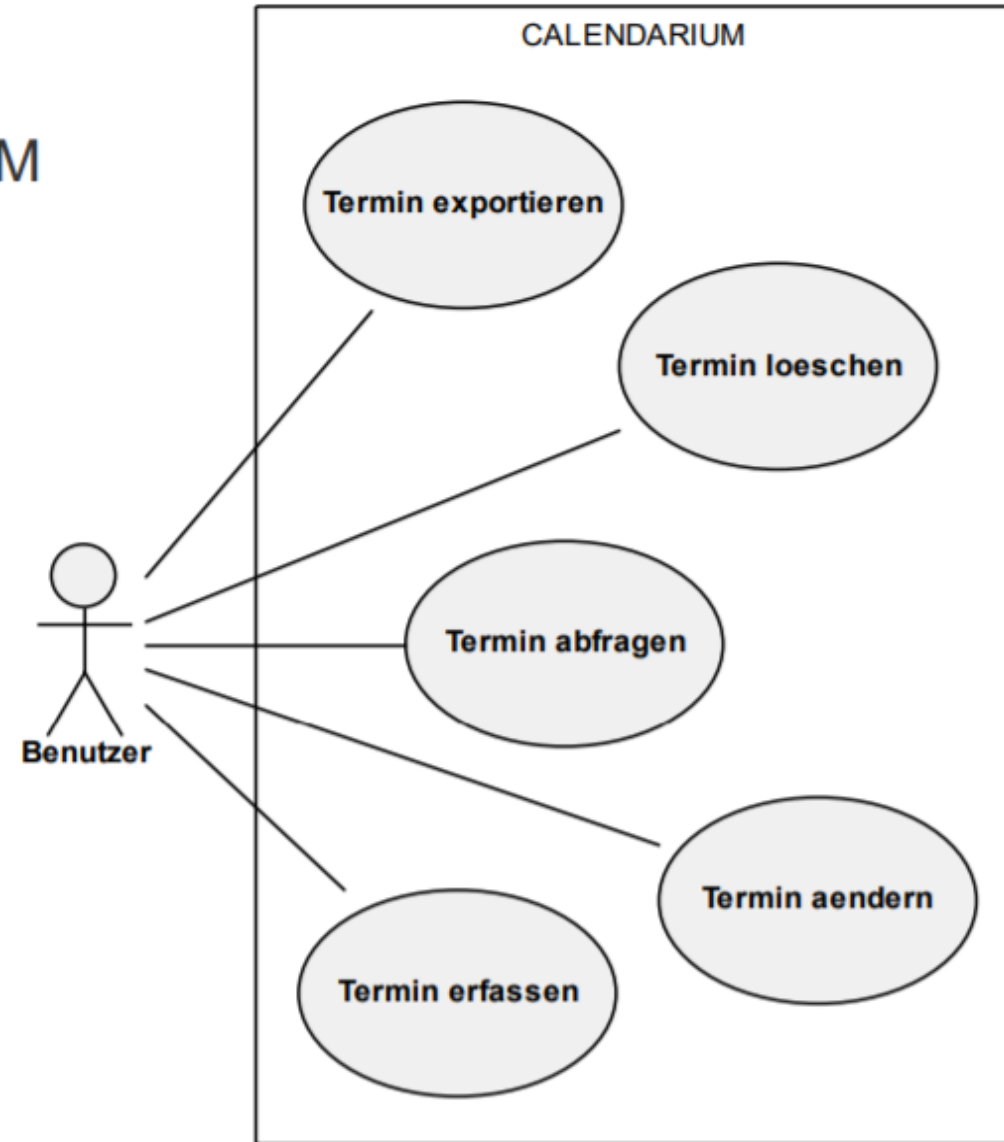 CALENDARIUM
M
Termin exportieren
Termin loeschen
Termin abfragen
Benutzer
Termin aendern
Termin erfassen